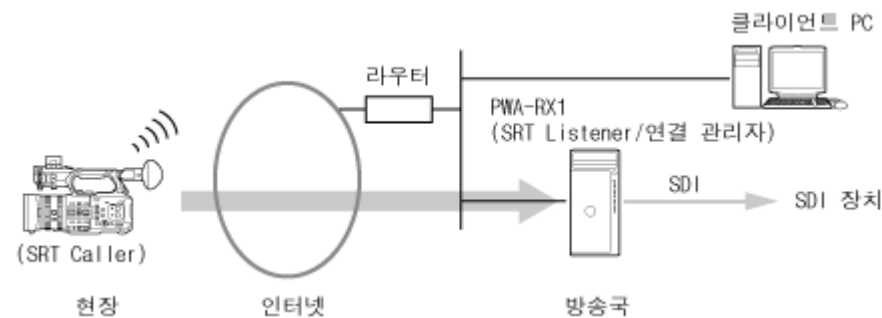 클라이언트 PC
라우터
PWA-RX1
(SRT Listener/연결 관리자)
SDI
SDI 장치
(SRT Caller)
현장
인터넷
방송국